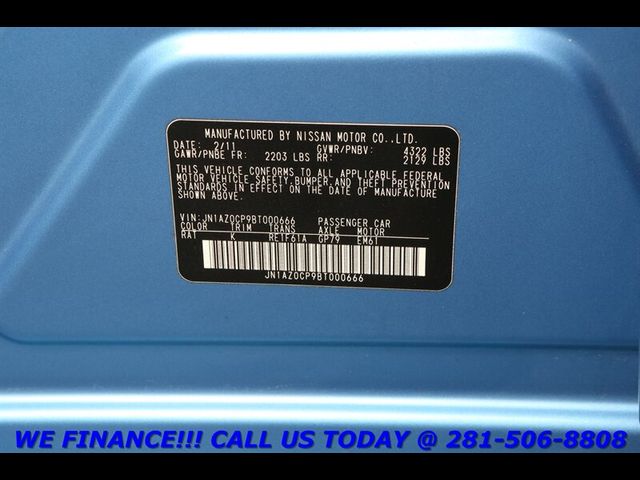 MANUFACTURED BY NISSAN MOTOR CO.,LTD.
DATE: 2/11 GVWR/PNBV: 4322 LBS
GAWR/PNBE FR: 2203 LBS RR: 2129 LBS
THIS VEHICLE CONFORMS TO ALL APPLICABLE FEDERAL
MOTOR VEHICLE SAFETY,BUMPER,AND THEFT PREVENTION
STANDARDS IN EFFECT ON THE DATE OF MANUFACTURE
SHOWN ABOVE.
VIN:JN1AZ0CP9BT000666 PASSENGER CAR
COLOR TRIM TRANS AXLE MOTOR
RAT K RE1F61A GP79 EM61
JN1AZ0CP9BT000666
WE FINANCE!!! CALL US TODAY @ 281-506-8808